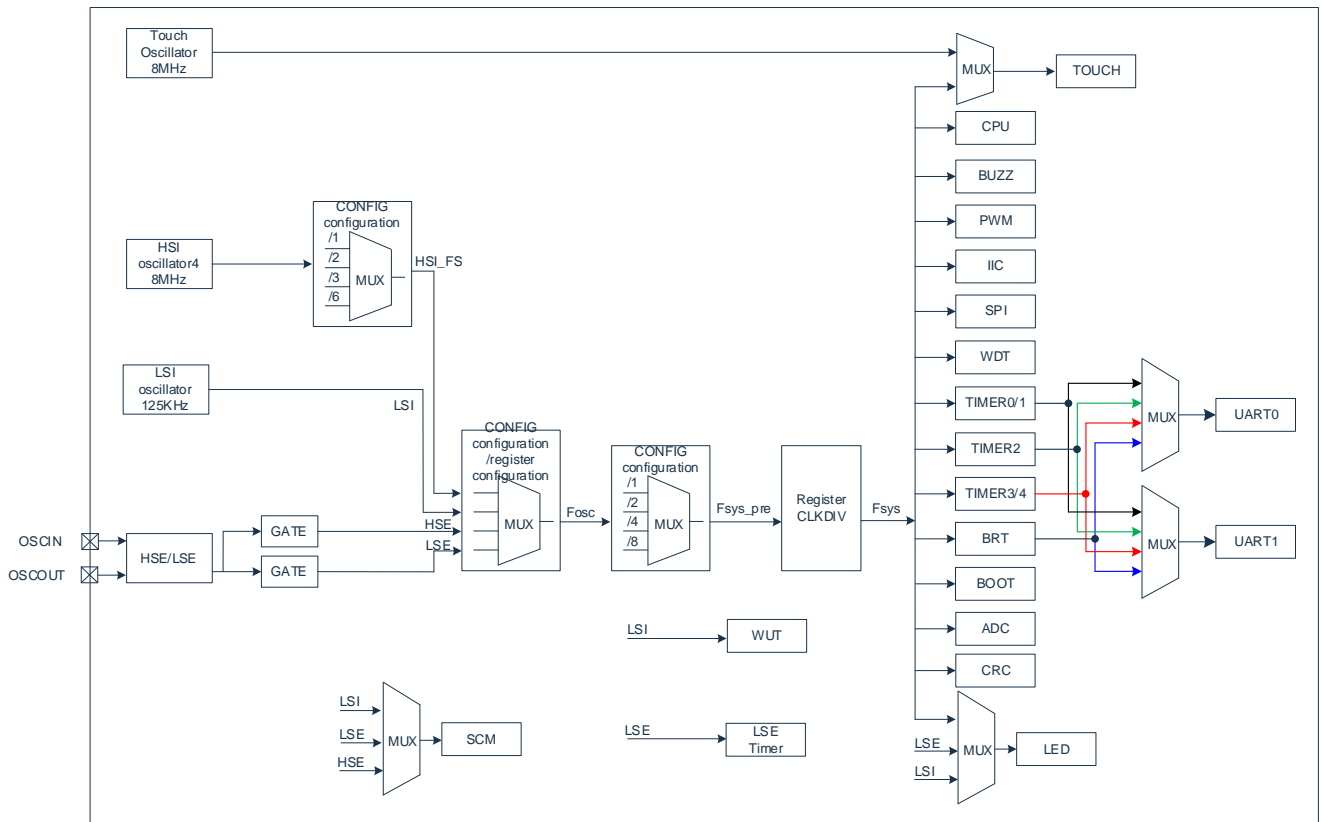 Touch
Oscillator
8MHz
MUX
TOUCH
CPU
BUZZ
PWM
IIC
SPI
WDT
TIMER0/1
TIMER2
TIMER3/4
BRT
BOOT
ADC
CRC
HSI
oscillator4
8MHz
CONFIG
configuration
/1
/2
/3
/6
MUX
HSI_FS
LSI
oscillator
125KHz
LSI
CONFIG
configuration
/register
configuration
MUX
HSE
LSE
Fosc
CONFIG
configuration
/1
/2
/4
/8
MUX
Fsys_pre
Register
CLKDIV
Fsys
MUX
UART0
MUX
UART1
OSCIN
OSCOUT
HSE/LSE
GATE
GATE
LSI
WUT
LSI
LSE
HSE
MUX
SCM
LSE
LSE
Timer
LSE
LSI
MUX
LED